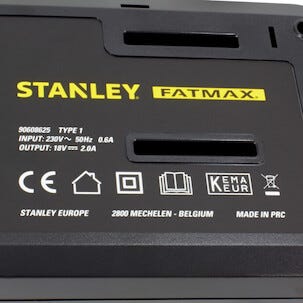 STANLEY FATMAX.
90608625 TYPE 1
INPUT: 230V~ 50Hz 0.6A
OUTPUT: 18V⎓ 2.0A
CE KEMA
KEUR
STANLEY EUROPE 2800 MECHELEN - BELGIUM MADE IN PRC